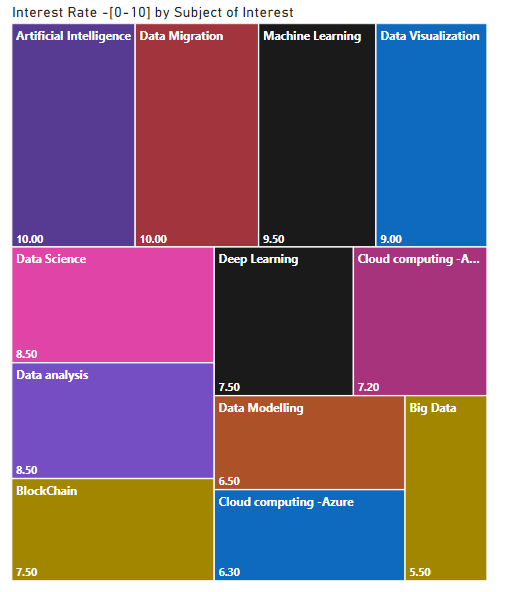 Interest Rate -[0-10] by Subject of Interest
Artificial Intelligence
10.00
Data Migration
10.00
Machine Learning
9.50
Data Visualization
9.00
Data Science
8.50
Data analysis
8.50
BlockChain
7.50
Deep Learning
7.50
Cloud computing -A...
7.20
Data Modelling
6.50
Cloud computing -Azure
6.30
Big Data
5.50